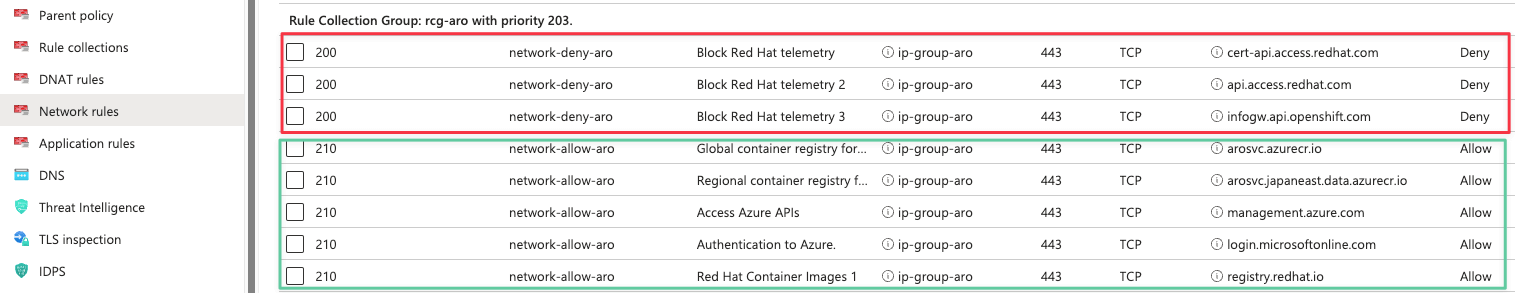 Parent policy
Rule collections
DNAT rules
Network rules
Application rules
DNS
Threat Intelligence
TLS inspection
IDPS
Rule Collection Group: rcg-aro with priority 203.
200 network-deny-aro Block Red Hat telemetry ip-group-aro 443 TCP cert-api.access.redhat.com Deny
200 network-deny-aro Block Red Hat telemetry 2 ip-group-aro 443 TCP api.access.redhat.com Deny
200 network-deny-aro Block Red Hat telemetry 3 ip-group-aro 443 TCP infogw.api.openshift.com Deny
210 network-allow-aro Global container registry for... ip-group-aro 443 TCP arosvc.azurecr.io Allow
210 network-allow-aro Regional container registry f... ip-group-aro 443 TCP arosvc.japaneast.data.azurecr.io Allow
210 network-allow-aro Access Azure APIs ip-group-aro 443 TCP management.azure.com Allow
210 network-allow-aro Authentication to Azure. ip-group-aro 443 TCP login.microsoftonline.com Allow
210 network-allow-aro Red Hat Container Images 1 ip-group-aro 443 TCP registry.redhat.io Allow